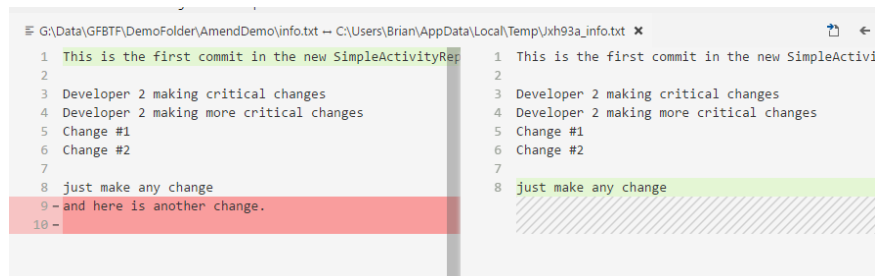 G:\Data\GFBTF\DemoFolder\AmendDemo\info.txt ↔ C:\Users\Brian\AppData\Local\Temp\Jxh93a_info.txt ×
1 This is the first commit in the new SimpleActivityRep
2
3 Developer 2 making critical changes
4 Developer 2 making more critical changes
5 Change #1
6 Change #2
7
8 just make any change
9 - and here is another change.
10 -
1 This is the first commit in the new SimpleActivi
2
3 Developer 2 making critical changes
4 Developer 2 making more critical changes
5 Change #1
6 Change #2
7
8 just make any change